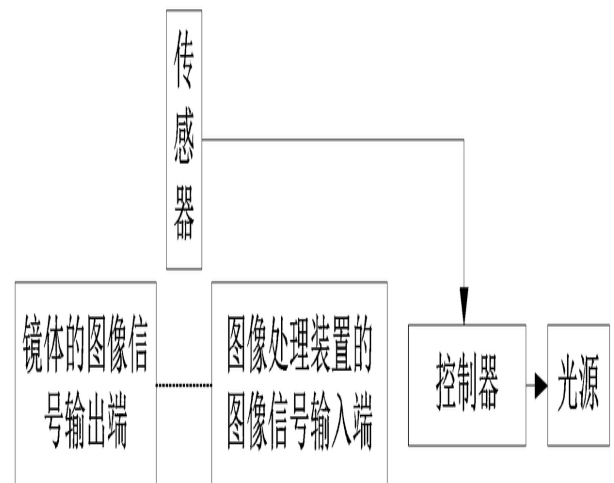 传感器
镜体的图像信
号输出端
图像处理装置的
图像信号输入端
控制器
光源